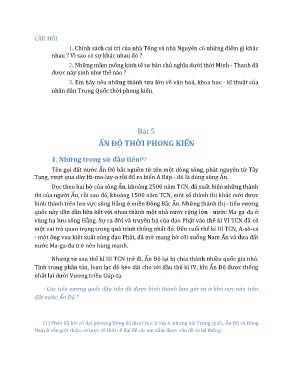 CÂU HỎI
1. Chính sách cai trị của nhà Tống và nhà Nguyên có những điểm gì khác
nhau ? Vì sao có sự khác nhau đó ?
2. Những mầm mống kinh tế tư bản chủ nghĩa dưới thời Minh - Thanh đã
được nảy sinh như thế nào ?
3. Em hãy nêu những thành tựu lớn về văn hoá, khoa học - kĩ thuật của
nhân dân Trung Quốc thời phong kiến.
Bài 5
ẤN ĐỘ THỜI PHONG KIẾN
1. Những trang sử đầu tiên(1)
Tên gọi đất nước Ấn Độ bắt nguồn từ tên một dòng sông, phát nguyên từ Tây
Tạng, vượt qua dãy Hi-ma-lay-a rồi đổ ra biển A Ráp - đó là dòng sông Ấn.
Dọc theo hai bờ của sông Ấn, khoảng 2500 năm TCN, đã xuất hiện những thành
thị của người Ấn, rồi sau đó, khoảng 1500 năm TCN, một số thành thị khác mới được
hình thành trên lưu vực sông Hằng ở miền Đông Bắc Ấn. Những thành thị - tiểu vương
quốc này dần dần liên kết với nhau thành một nhà nước rộng lớn - nước Ma-ga-đa ở
vùng hạ lưu sông Hằng. Sự ra đời và truyền bá của đạo Phật vào thế kỉ VI TCN đã có
một vai trò quan trọng trong quá trình thống nhất đó. Đến cuối thế kỉ III TCN, A-sô-ca
- một ông vua kiệt xuất sùng đạo Phật, đã mở mang bờ cõi xuống Nam Ấn và đưa đất
nước Ma-ga-đa trở nên hùng mạnh.
Nhưng từ sau thế kỉ III TCN trở đi, Ấn Độ lại bị chia thành nhiều quốc gia nhỏ.
Tình trạng phân tán, loạn lạc đó kéo dài cho tới đầu thế kỉ IV, khi Ấn Độ được thống
nhất lại dưới Vương triều Gúp-ta.
- Các tiểu vương quốc đầu tiên đã được hình thành bao giờ và ở khu vực nào trên
đất nước Ấn Độ ?
(1) Phần Xã hội cổ đại phương Đông đã được học ở lớp 6, nhưng tới Trung Quốc, Ấn Độ và Đông
Nam Á vẫn giới thiệu sơ lược về thời cổ đại để các em nắm được vấn đề có hệ thống.